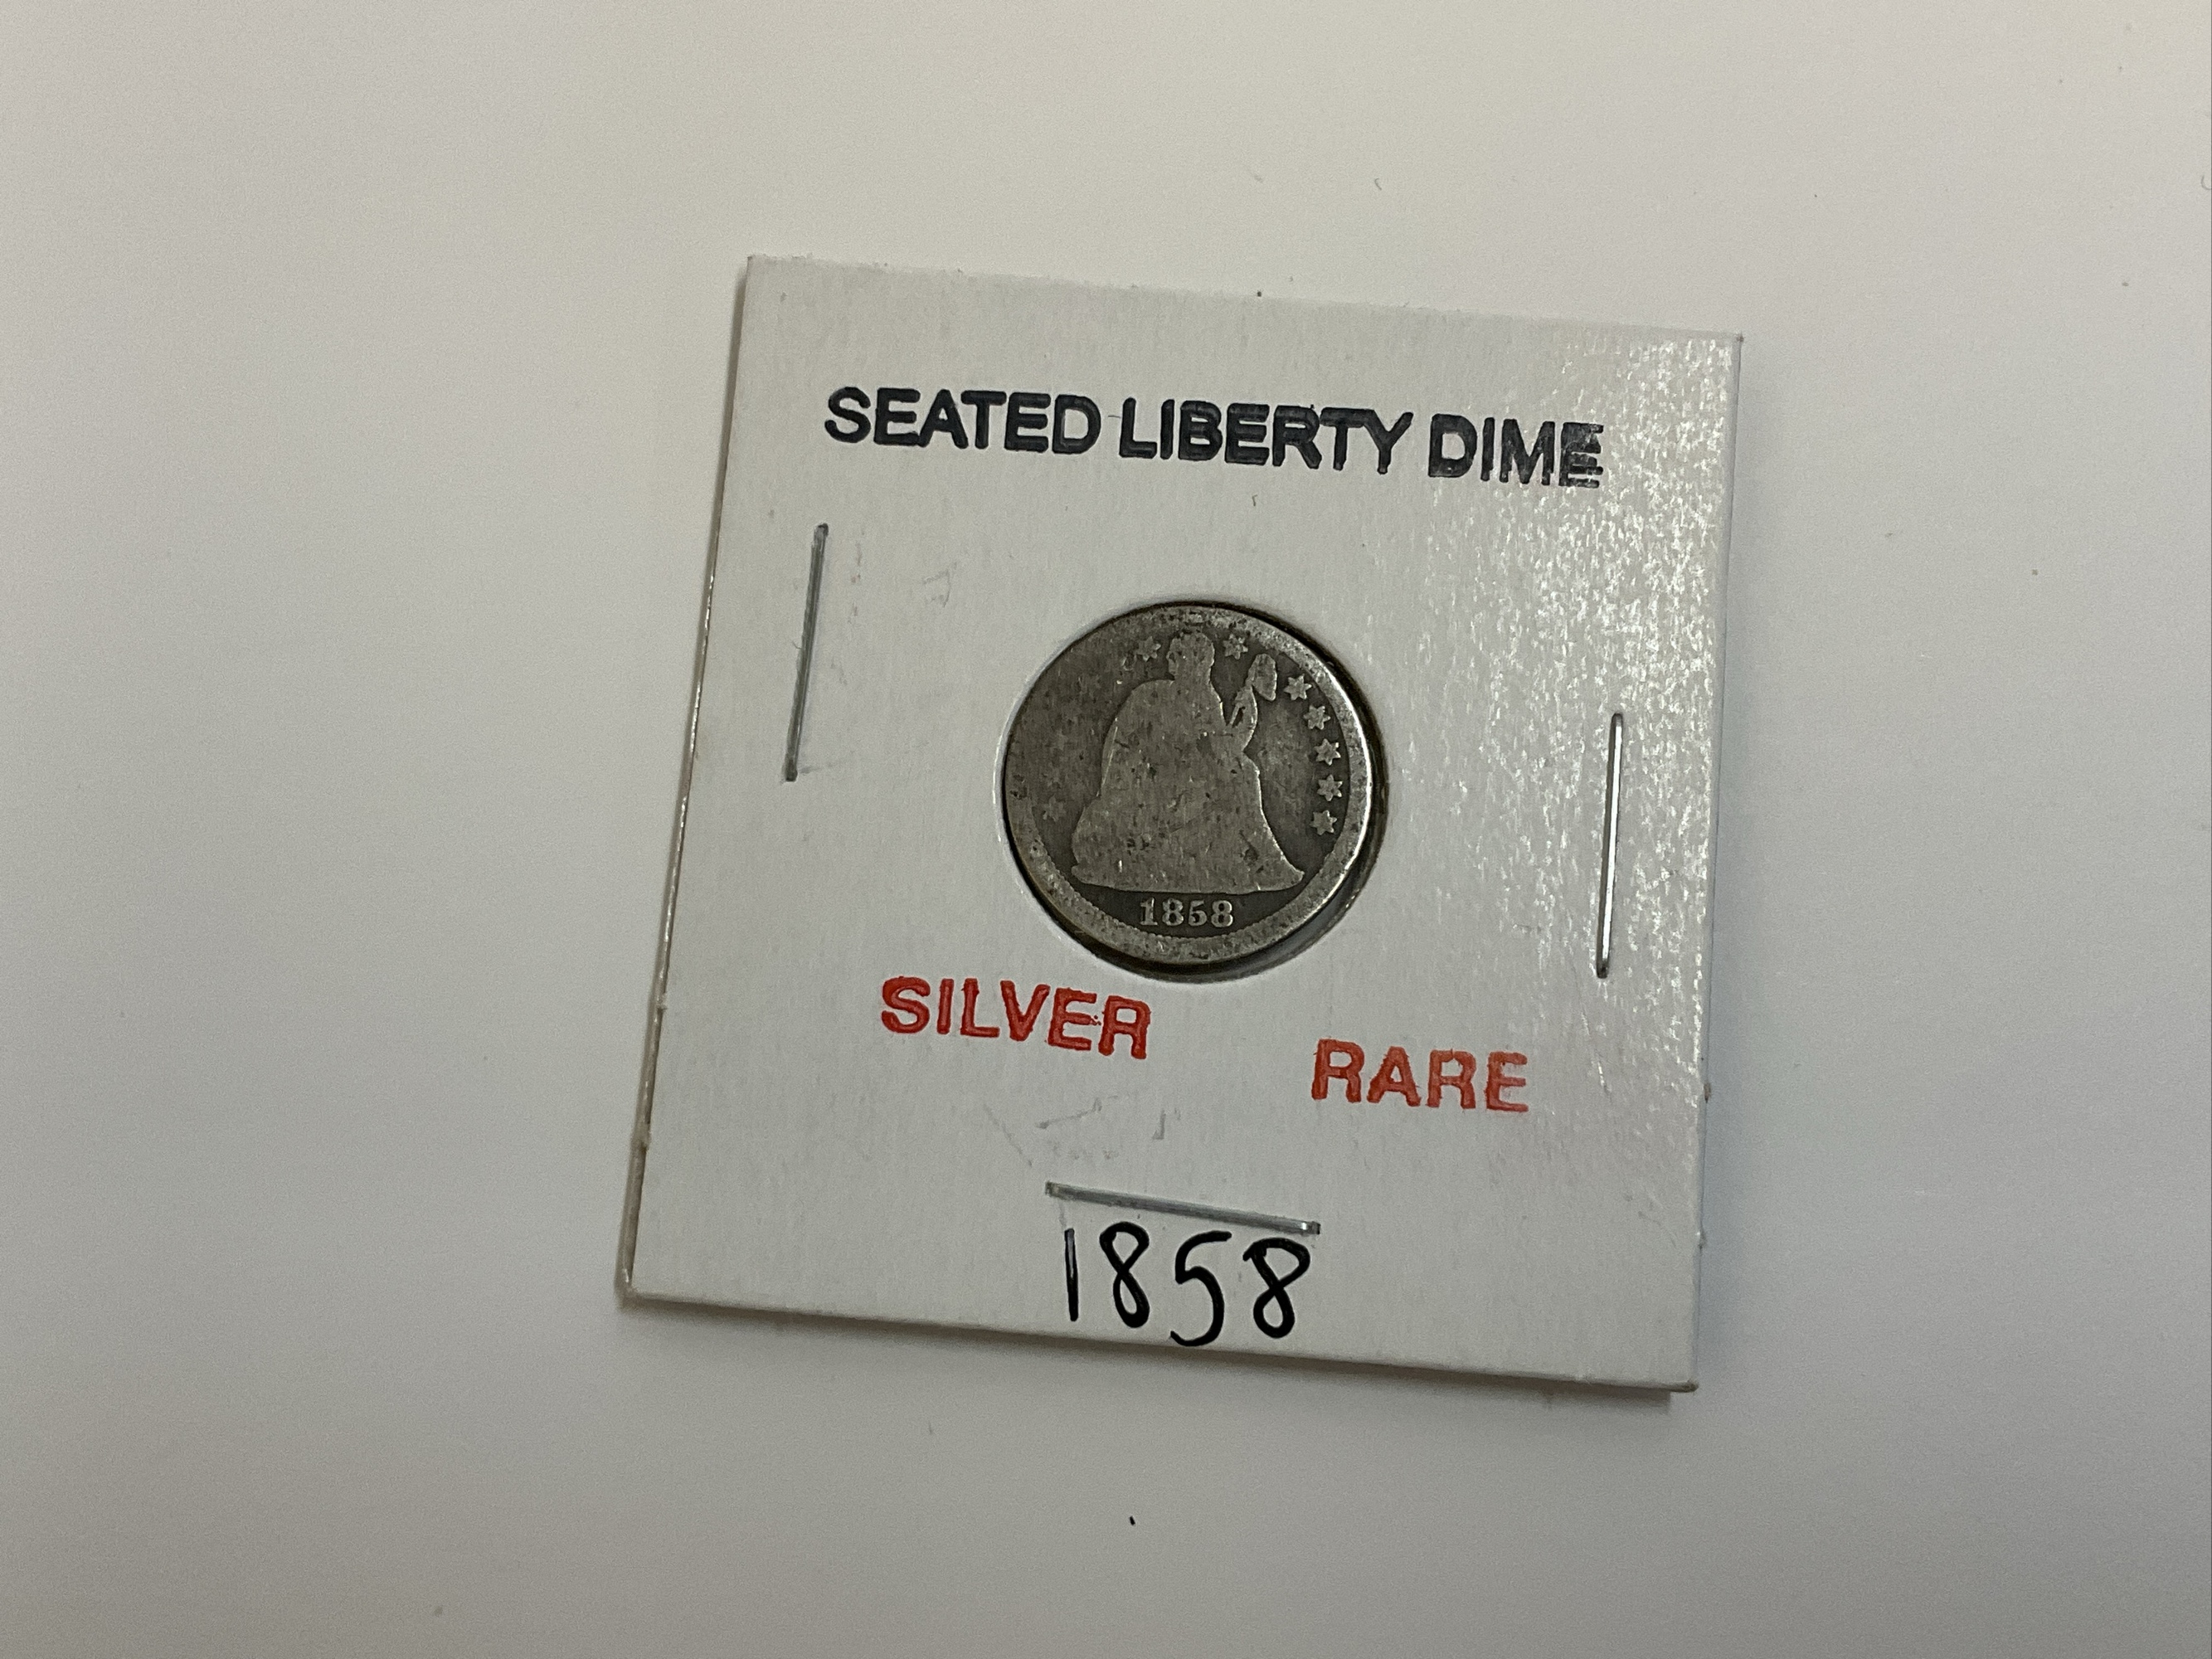 SEATED LIBERTY DIME
1858
SILVER
RARE
1858